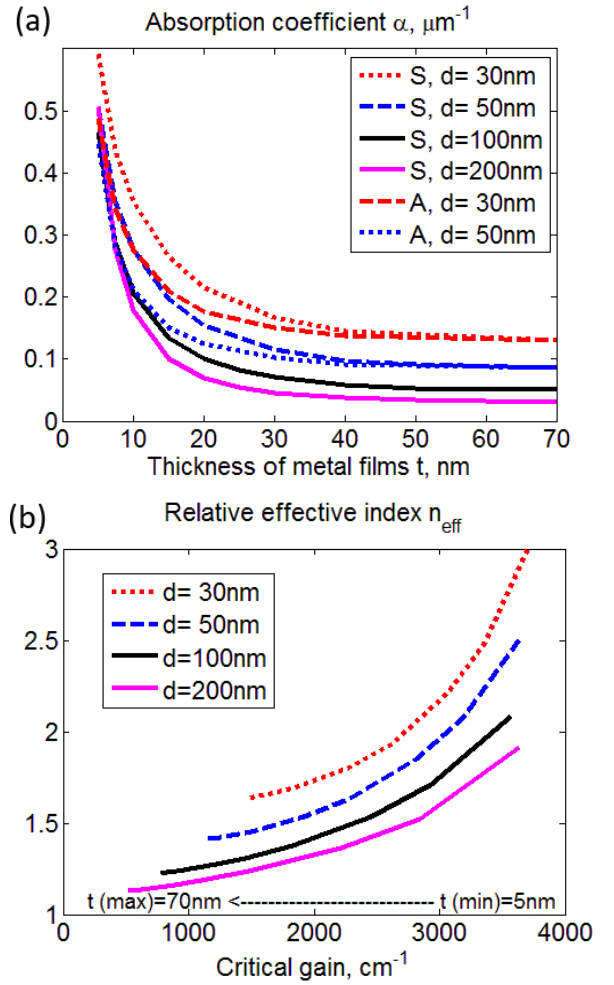 (a)
Absorption coefficient α, μm⁻¹
0.5
0.4
0.3
0.2
0.1
0
S, d= 30nm
S, d= 50nm
S, d=100nm
S, d=200nm
A, d= 30nm
A, d= 50nm
0 10 20 30 40 50 60 70
Thickness of metal films t, nm
(b)
Relative effective index n_eff
3
2.5
2
1.5
1
d= 30nm
d= 50nm
d=100nm
d=200nm
t (max)=70nm <---------------------- t (min)=5nm
0 1000 2000 3000 4000
Critical gain, cm⁻¹